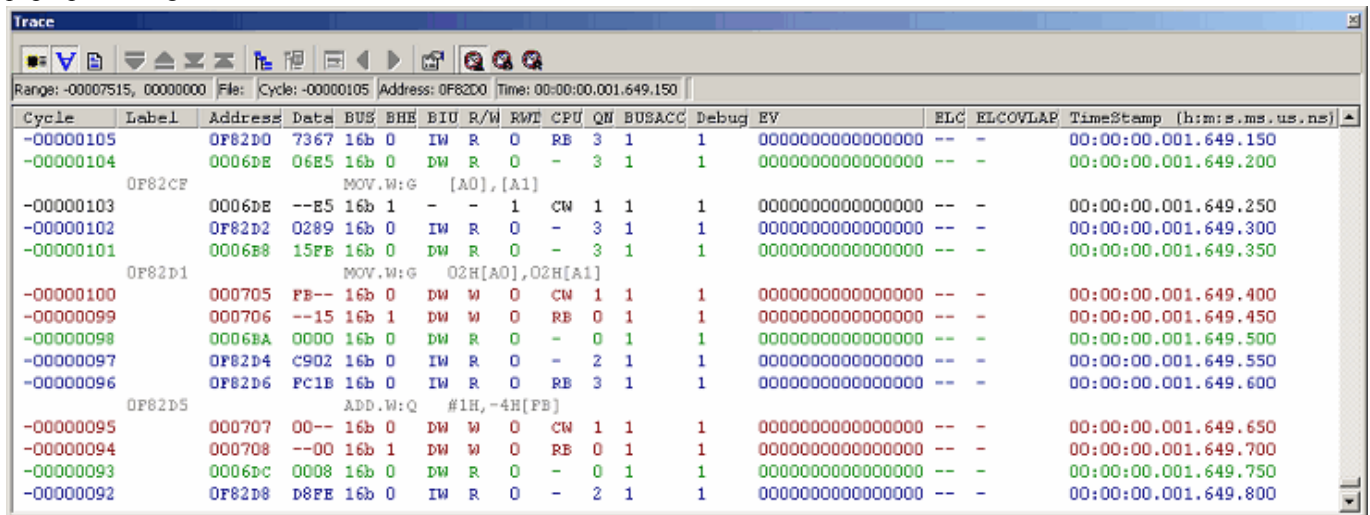 Trace
Range: -00007515, 00000000 File: Cycle: -00000105 Address: 0F82D0 Time: 00:00:00.001.649.150
Cycle Label Address Data BUS BHE BIU R/W RWT CPU QN BUSACC Debug EV ELC ELCOVLAP TimeStamp (h:m:s.ms.us.ns)
-00000105 0F82D0 7367 16b 0 IW R 0 RB 3 1 1 0000000000000000 -- - 00:00:00.001.649.150
-00000104 0006DE 06E5 16b 0 DW R 0 - 3 1 1 0000000000000000 -- - 00:00:00.001.649.200
0F82CF MOV.W:G [A0],[A1]
-00000103 0006DE --E5 16b 1 - - 1 CW 1 1 1 0000000000000000 -- - 00:00:00.001.649.250
-00000102 0F82D2 0289 16b 0 IW R 0 - 3 1 1 0000000000000000 -- - 00:00:00.001.649.300
-00000101 0006B8 15FB 16b 0 DW R 0 - 3 1 1 0000000000000000 -- - 00:00:00.001.649.350
0F82D1 MOV.W:G 02H[A0],02H[A1]
-00000100 000705 FB-- 16b 0 DW W 0 CW 1 1 1 0000000000000000 -- - 00:00:00.001.649.400
-00000099 000706 --15 16b 1 DW W 0 RB 0 1 1 0000000000000000 -- - 00:00:00.001.649.450
-00000098 0006BA 0000 16b 0 DW R 0 - 0 1 1 0000000000000000 -- - 00:00:00.001.649.500
-00000097 0F82D4 C902 16b 0 IW R 0 - 2 1 1 0000000000000000 -- - 00:00:00.001.649.550
-00000096 0F82D6 FC1B 16b 0 IW R 0 RB 3 1 1 0000000000000000 -- - 00:00:00.001.649.600
0F82D5 ADD.W:Q #1H,-4H[FB]
-00000095 000707 00-- 16b 0 DW W 0 CW 1 1 1 0000000000000000 -- - 00:00:00.001.649.650
-00000094 000708 --00 16b 1 DW W 0 RB 0 1 1 0000000000000000 -- - 00:00:00.001.649.700
-00000093 0006DC 0008 16b 0 DW R 0 - 0 1 1 0000000000000000 -- - 00:00:00.001.649.750
-00000092 0F82D8 D8FE 16b 0 IW R 0 - 2 1 1 0000000000000000 -- - 00:00:00.001.649.800